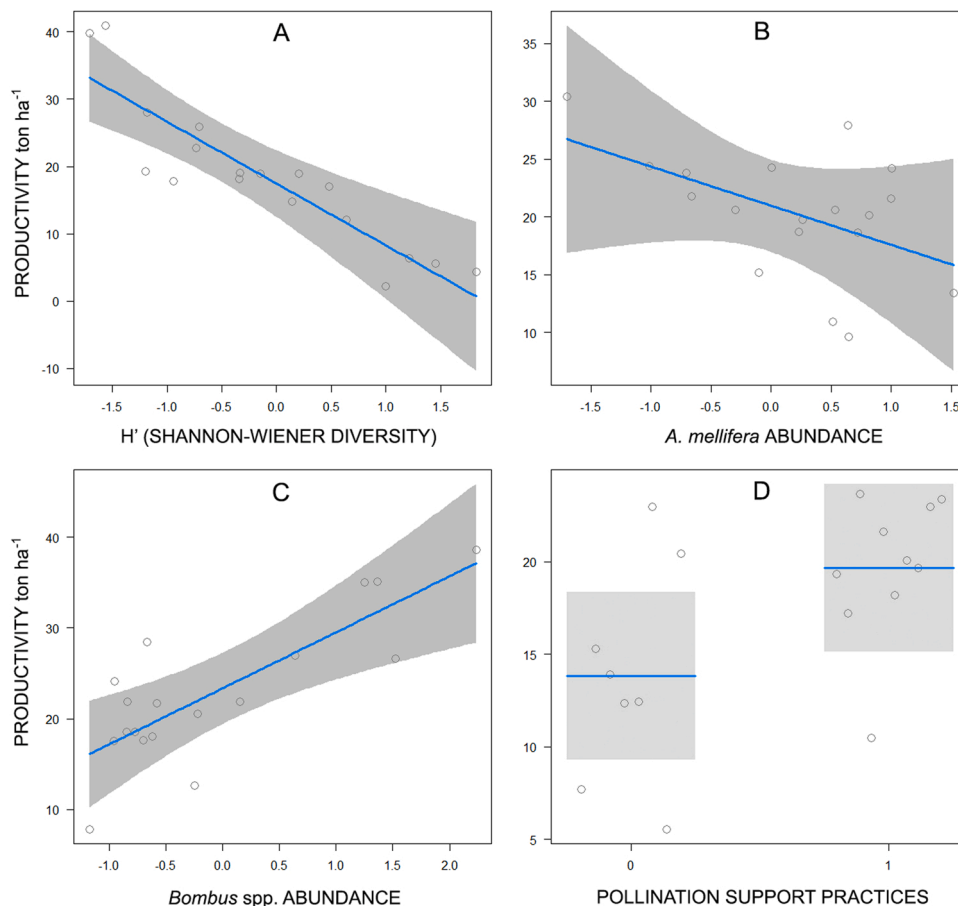 A
B
PRODUCTIVITY ton ha⁻¹
40
30
20
10
0
-10
35
30
25
20
15
10
-1.5 -1.0 -0.5 0.0 0.5 1.0 1.5
-1.5 -1.0 -0.5 0.0 0.5 1.0 1.5
H' (SHANNON-WIENER DIVERSITY)
A. mellifera ABUNDANCE
C
D
PRODUCTIVITY ton ha⁻¹
40
30
20
10
20
15
10
5
-1.0 -0.5 0.0 0.5 1.0 1.5 2.0
0 1
Bombus spp. ABUNDANCE
POLLINATION SUPPORT PRACTICES